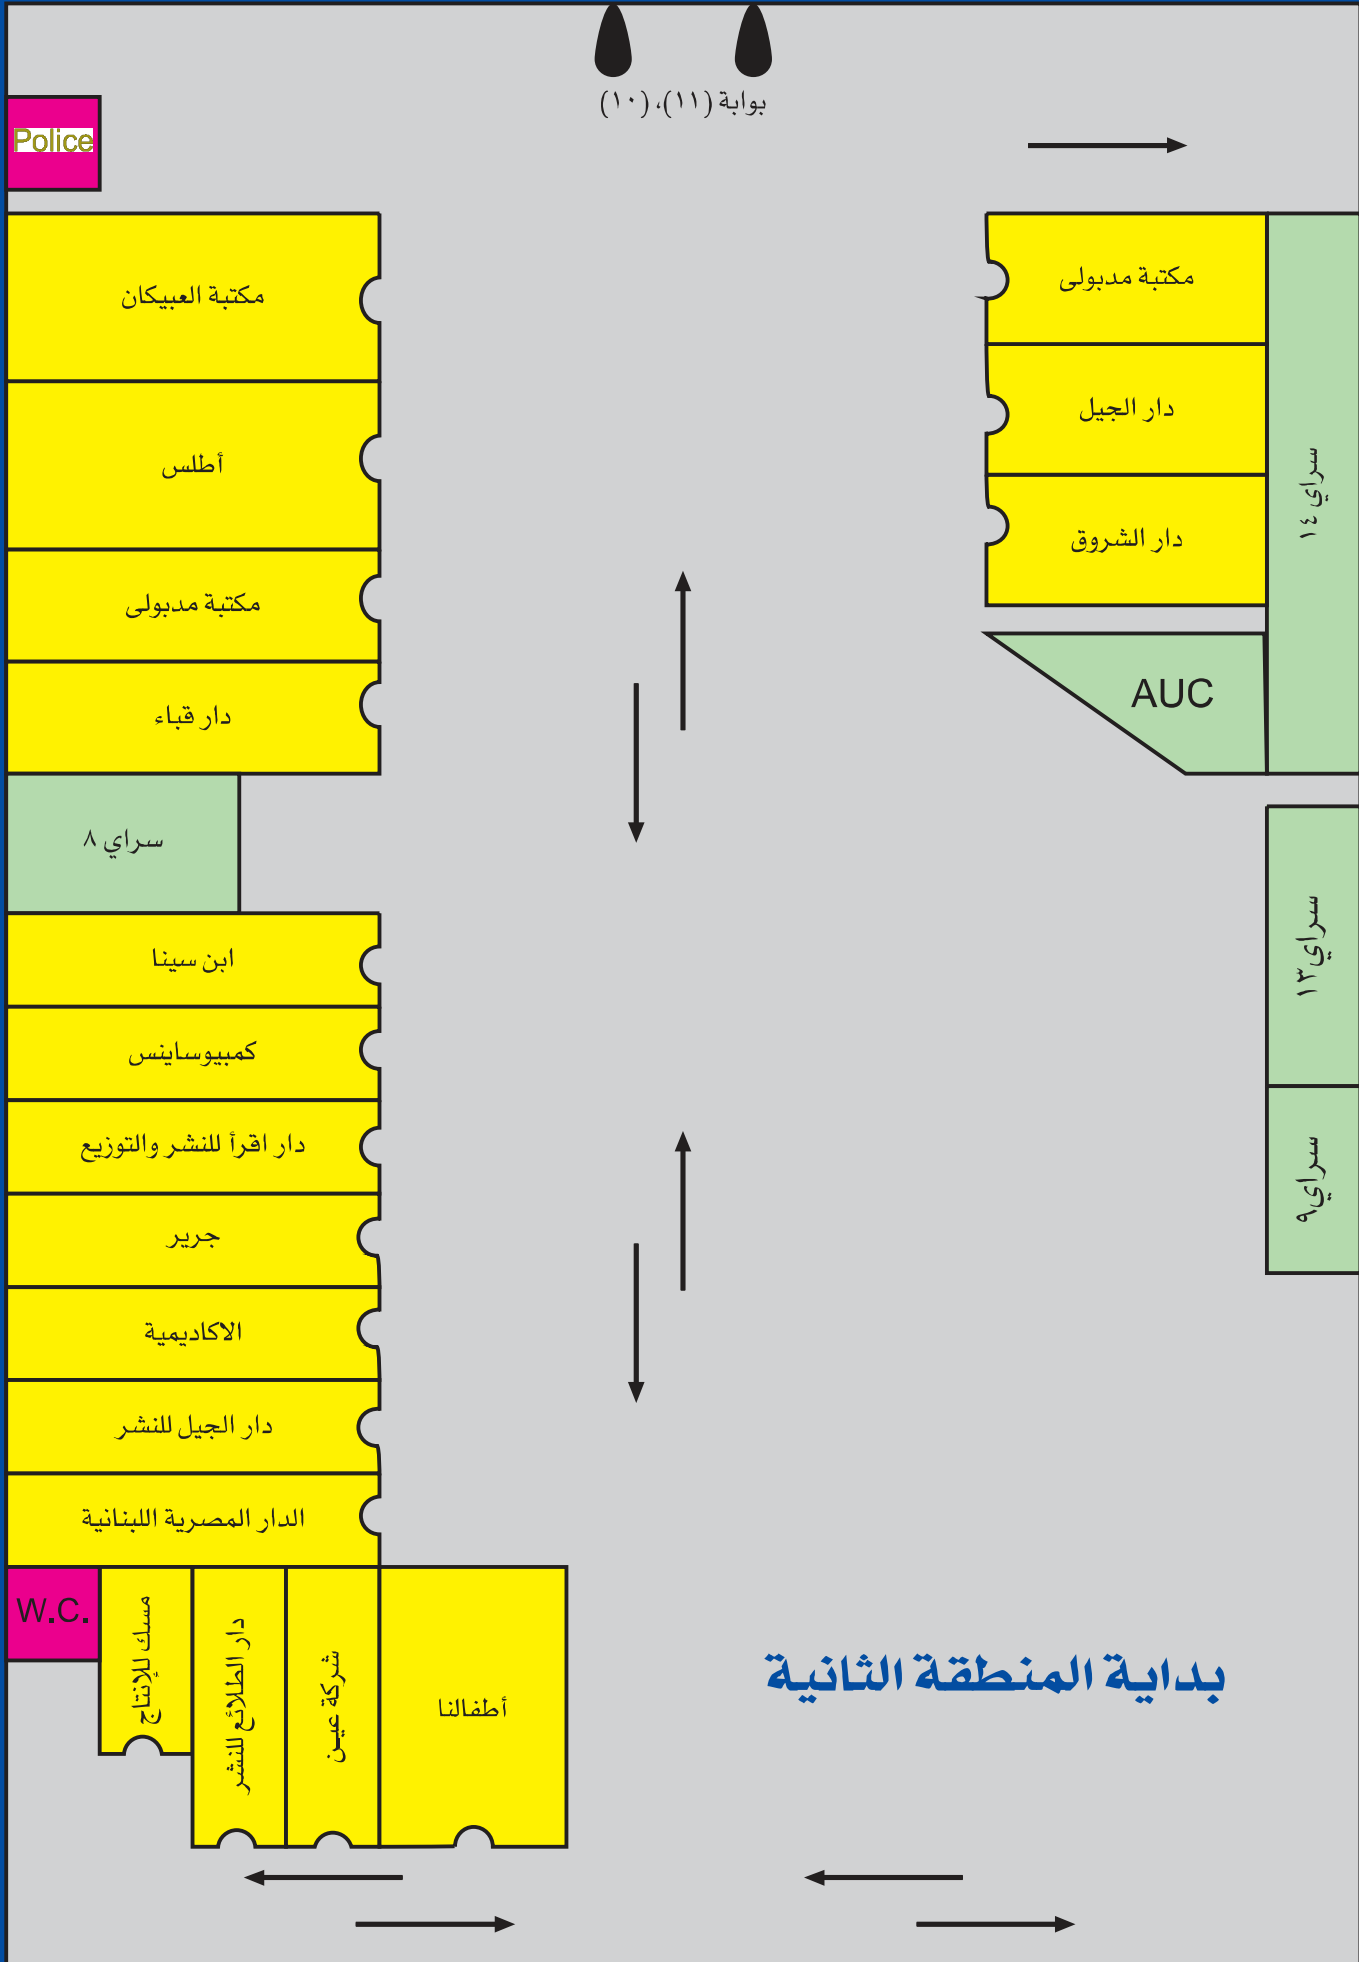 بوابة (١١)، (١٠)
Police
مكتبة مدبولى
دار الجيل
دار الشروق
سراي ١٤
AUC
سراي ١٣
سراي ٩
مكتبة العبيكان
أطلس
مكتبة مدبولى
دار قباء
سراي ٨
ابن سينا
كمبيوساينس
دار اقرأ للنشر والتوزيع
جرير
الاكاديمية
دار الجيل للنشر
الدار المصرية اللبنانية
W.C.
مسك للإنتاج
دار الطلائع للنشر
شركة عين
أطفالنا
بداية المنطقة الثانية